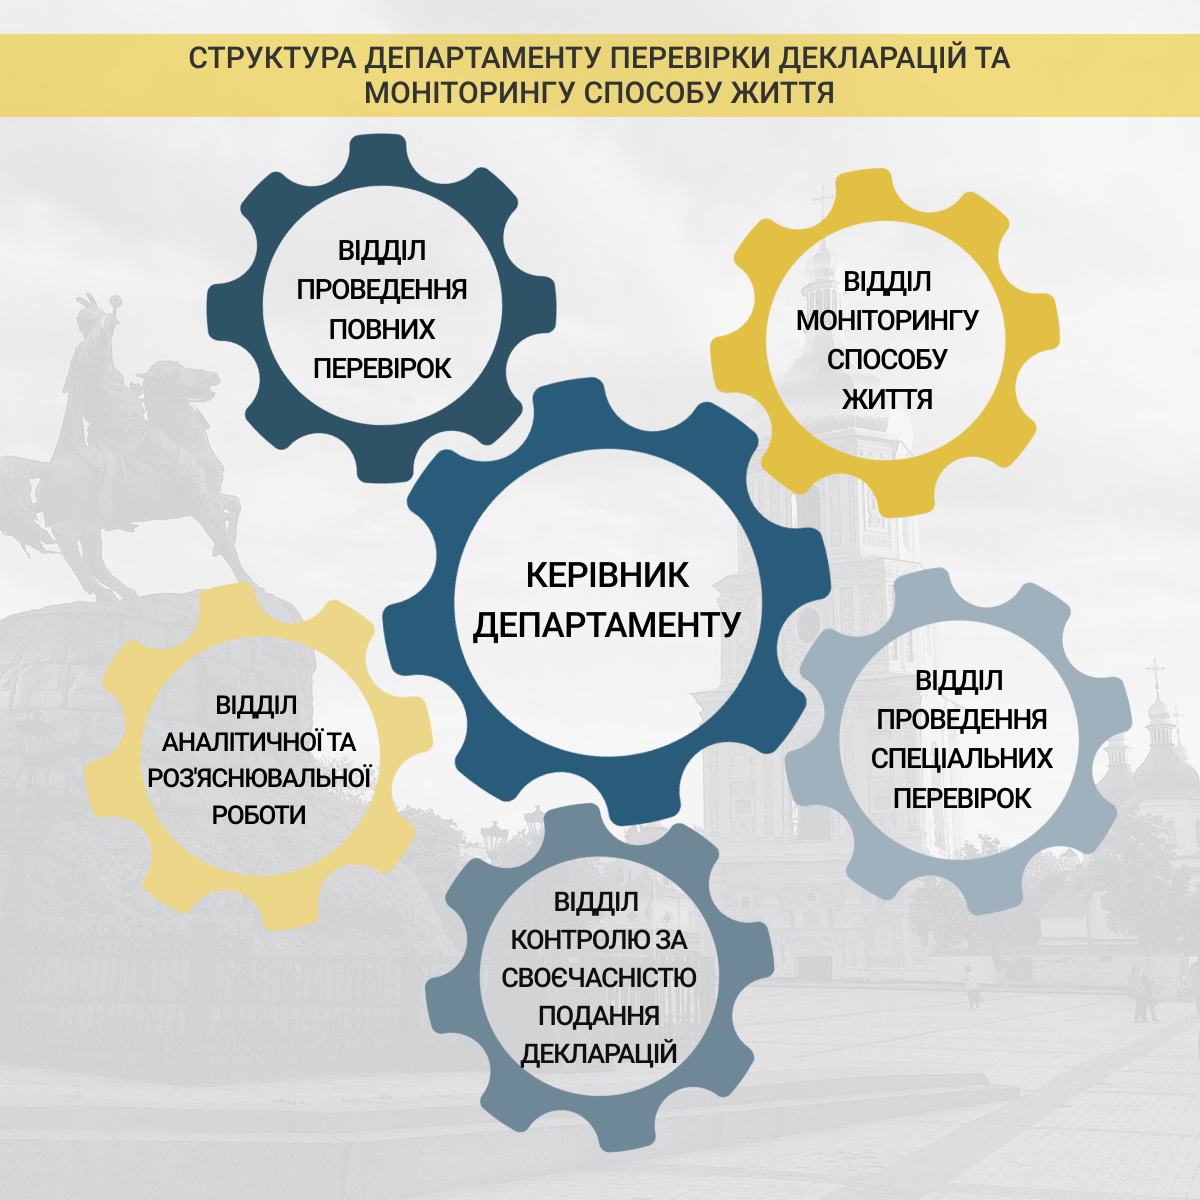 СТРУКТУРА ДЕПАРТАМЕНТУ ПЕРЕВІРКИ ДЕКЛАРАЦІЙ ТА
МОНІТОРИНГУ СПОСОБУ ЖИТТЯ
ВІДДІЛ
ПРОВЕДЕННЯ
ПОВНИХ
ПЕРЕВІРОК
ВІДДІЛ
МОНІТОРИНГУ
СПОСОБУ
ЖИТТЯ
КЕРІВНИК
ДЕПАРТАМЕНТУ
ВІДДІЛ
АНАЛІТИЧНОЇ ТА
РОЗ'ЯСНЮВАЛЬНОЇ
РОБОТИ
ВІДДІЛ
ПРОВЕДЕННЯ
СПЕЦІАЛЬНИХ
ПЕРЕВІРОК
ВІДДІЛ
КОНТРОЛЮ ЗА
СВОЄЧАСНІСТЮ
ПОДАННЯ
ДЕКЛАРАЦІЙ